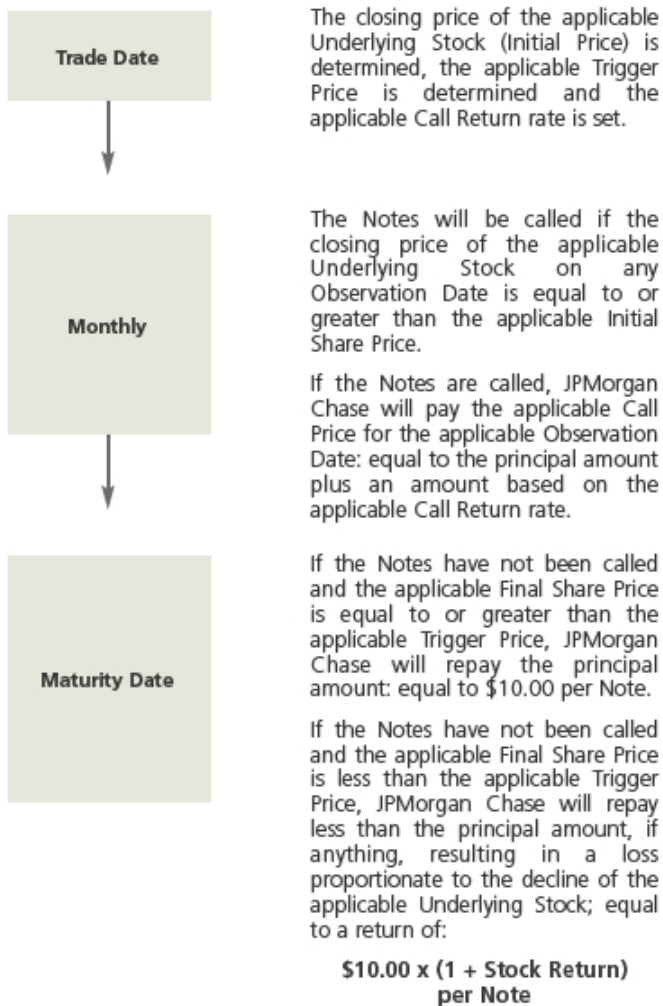 Trade Date
The closing price of the applicable
Underlying Stock (Initial Price) is
determined, the applicable Trigger
Price is determined and the
applicable Call Return rate is set.
Monthly
The Notes will be called if the
closing price of the applicable
Underlying Stock on any
Observation Date is equal to or
greater than the applicable Initial
Share Price.
If the Notes are called, JPMorgan
Chase will pay the applicable Call
Price for the applicable Observation
Date: equal to the principal amount
plus an amount based on the
applicable Call Return rate.
Maturity Date
If the Notes have not been called
and the applicable Final Share Price
is equal to or greater than the
applicable Trigger Price, JPMorgan
Chase will repay the principal
amount: equal to $10.00 per Note.
If the Notes have not been called
and the applicable Final Share Price
is less than the applicable Trigger
Price, JPMorgan Chase will repay
less than the principal amount, if
anything, resulting in a loss
proportionate to the decline of the
applicable Underlying Stock; equal
to a return of:
$10.00 x (1 + Stock Return)
per Note